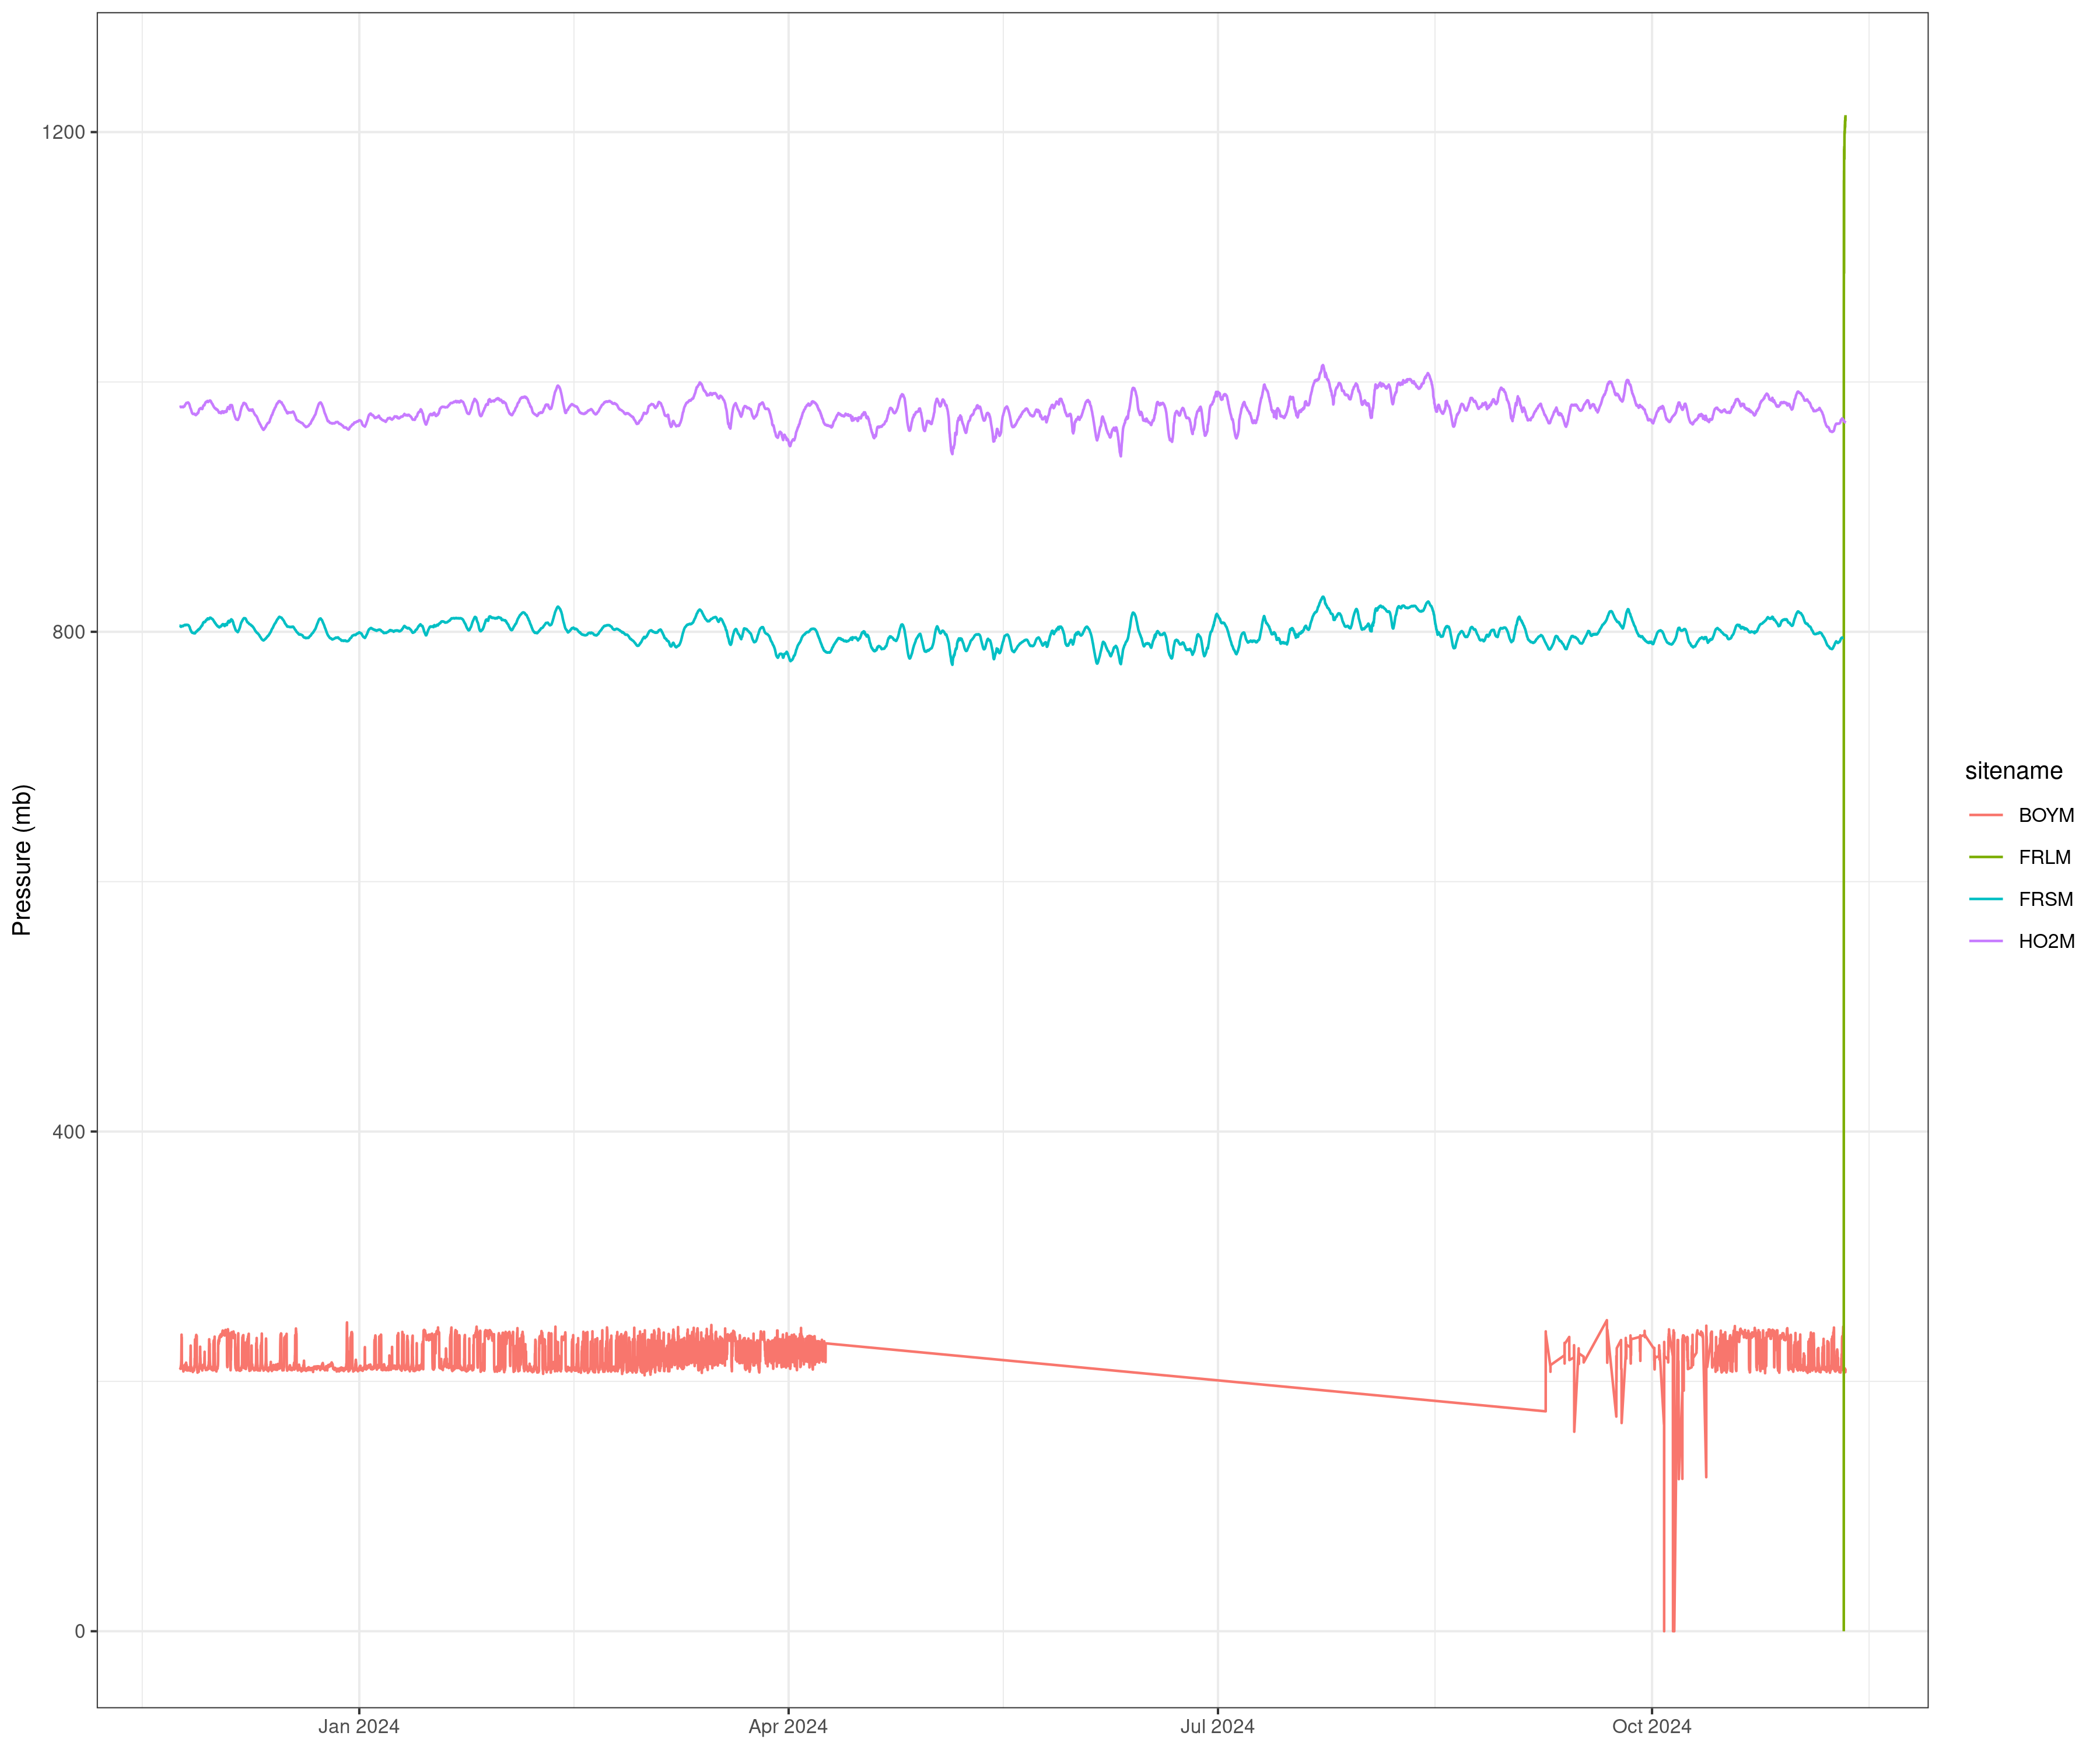 1200
800
400
0
Pressure (mb)
Jan 2024
Apr 2024
Jul 2024
Oct 2024
sitename
BOYM
FRLM
FRSM
HO2M